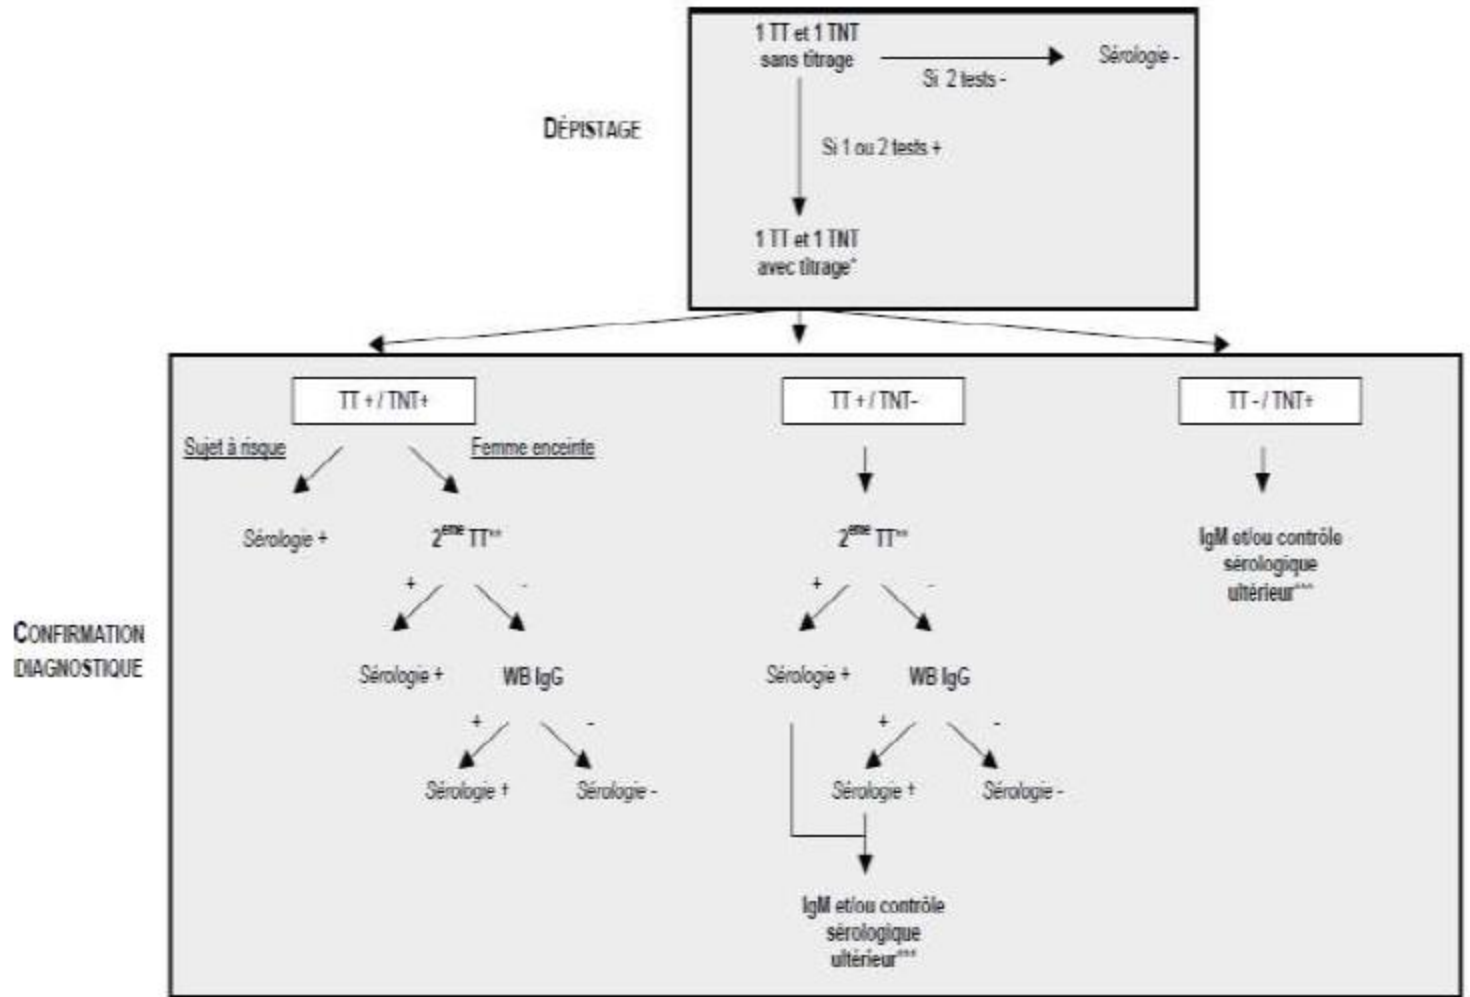 1 TT et 1 TNT
sans titrage
Si 2 tests -
Sérologie -
DÉPISTAGE
Si 1 ou 2 tests +
1 TT et 1 TNT
avec titrage*
TT + / TNT+
TT + / TNT-
TT - / TNT+
Sujet à risque
Femme enceinte
Sérologie +
2eme TT**
2eme TT**
IgM et/ou contrôle
sérologique
ultérieur***
+
-
+
-
CONFIRMATION
DIAGNOSTIQUE
Sérologie +
WB IgG
Sérologie +
WB IgG
+
-
+
-
Sérologie +
Sérologie -
Sérologie +
Sérologie -
IgM et/ou contrôle
sérologique
ultérieur***